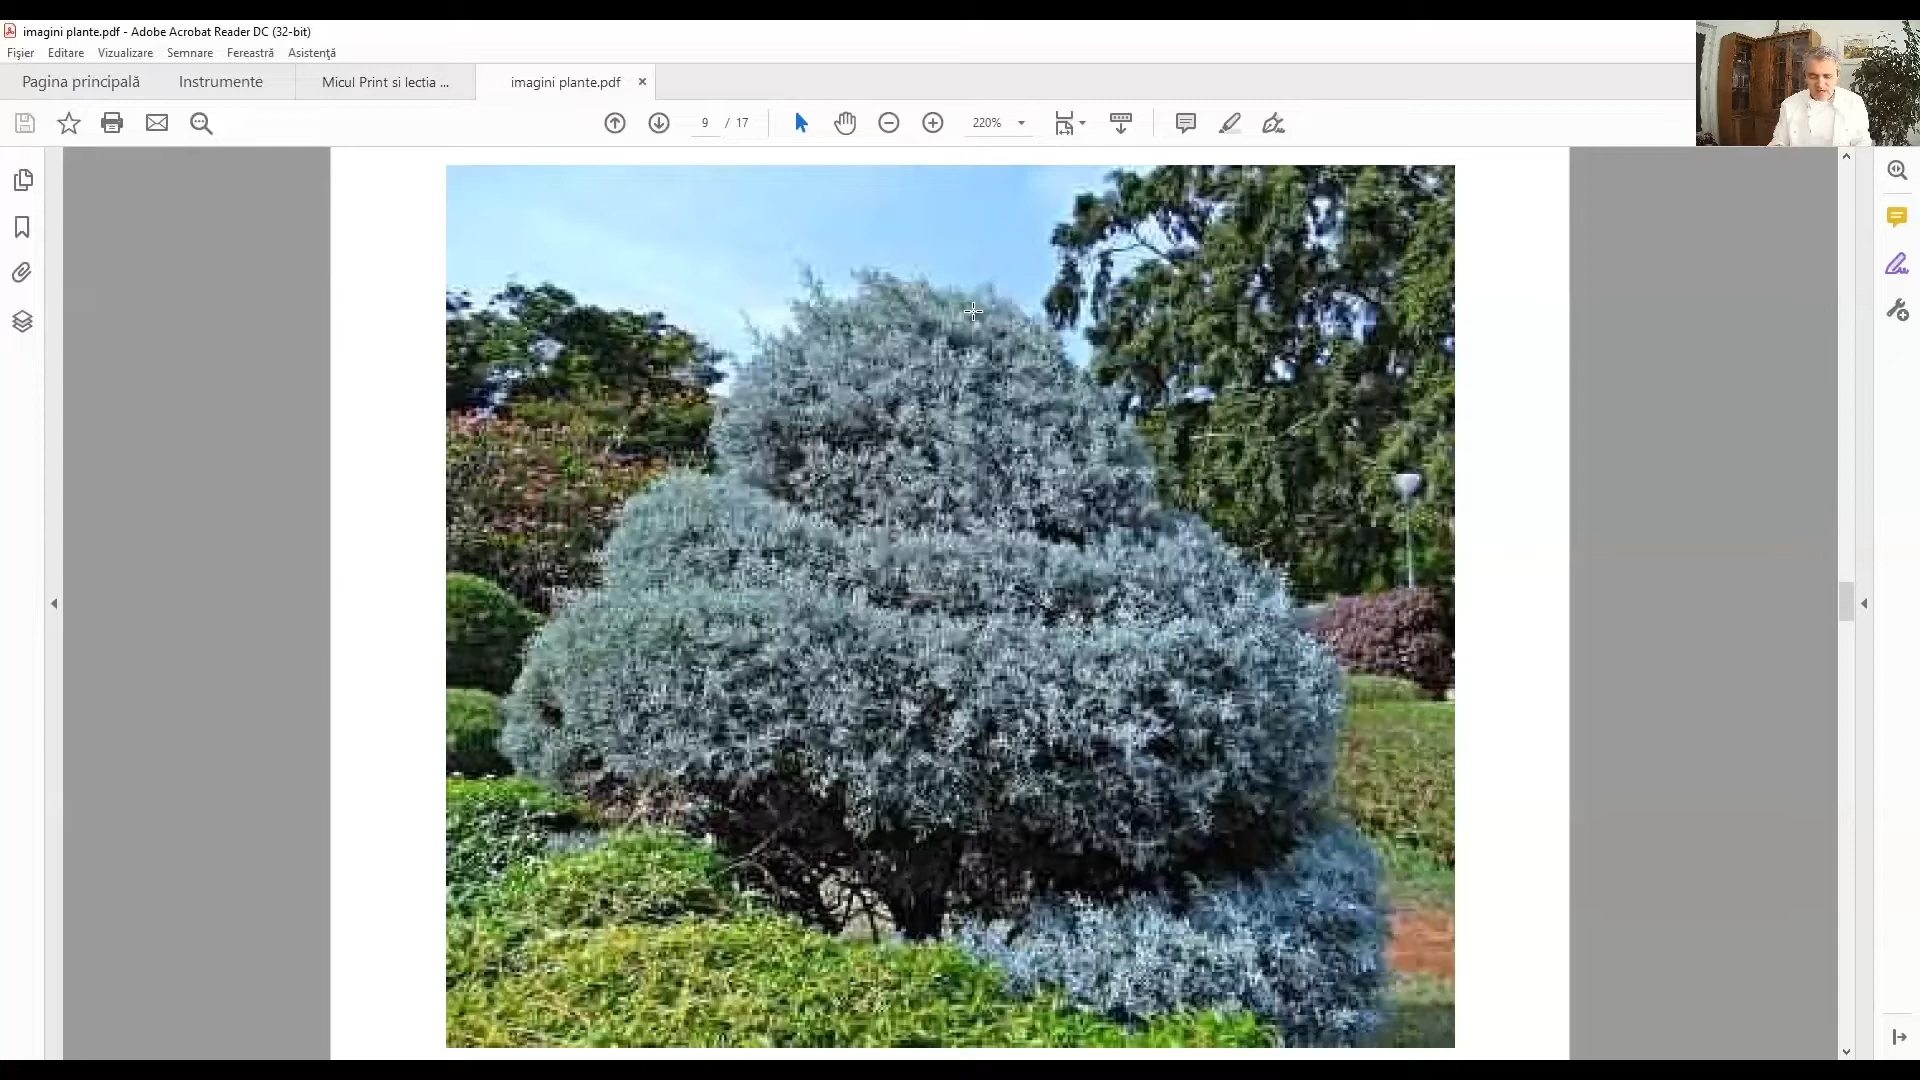 imagini plante.pdf - Adobe Acrobat Reader DC (32-bit)
Fișier Editare Vizualizare Semnare Fereastră Asistență
Pagina principală Instrumente Micul Print si lectia ... imagini plante.pdf
9 / 17 220%